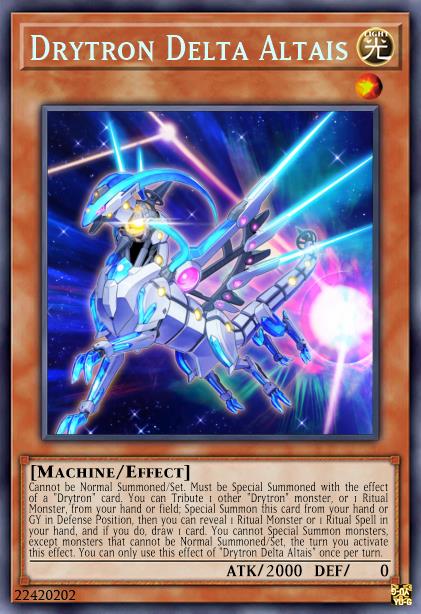 Drytron Delta Altais
LIGHT
光
[Machine/Effect]
Cannot be Normal Summoned/Set. Must be Special Summoned with the effect
of a "Drytron" card. You can Tribute 1 other "Drytron" monster, or 1 Ritual
Monster, from your hand or field; Special Summon this card from your hand or
GY in Defense Position, then you can reveal 1 Ritual Monster or 1 Ritual Spell in
your hand, and if you do, draw 1 card. You cannot Special Summon monsters,
except monsters that cannot be Normal Summoned/Set, the turn you activate
this effect. You can only use this effect of "Drytron Delta Altais" once per turn.
ATK/2000 DEF/ 0
22420202